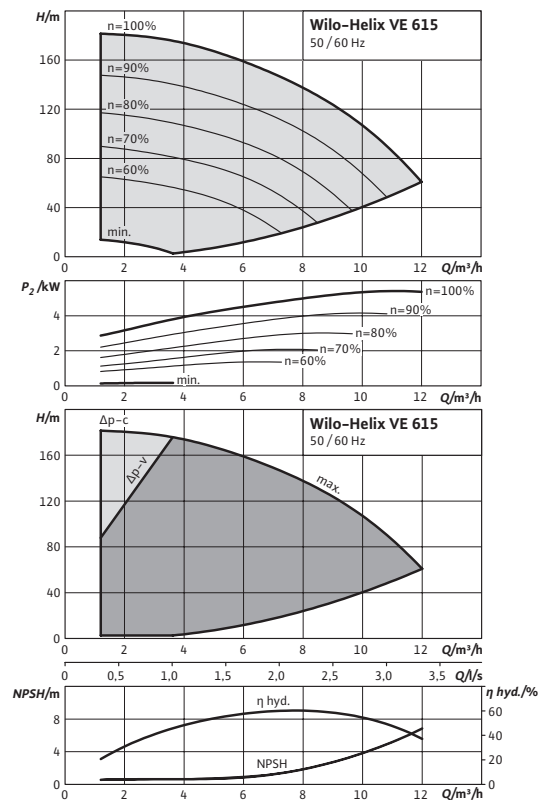 H/m
Wilo-Helix VE 615
50 / 60 Hz
n=100%
n=90%
n=80%
n=70%
n=60%
min.
160
120
80
40
0
0 2 4 6 8 10 12 Q/m³/h
P₂ /kW
n=100%
n=90%
n=80%
n=70%
n=60%
min.
4
2
0
0 2 4 6 8 10 12 Q/m³/h
H/m
Wilo-Helix VE 615
50 / 60 Hz
Δp-c
Δp-v
max.
160
120
80
40
0
0 2 4 6 8 10 12 Q/m³/h
0 0,5 1,0 1,5 2,0 2,5 3,0 3,5 Q/l/s
NPSH/m
η hyd./%
η hyd.
NPSH
8
4
0
60
40
20
0
0 2 4 6 8 10 12 Q/m³/h